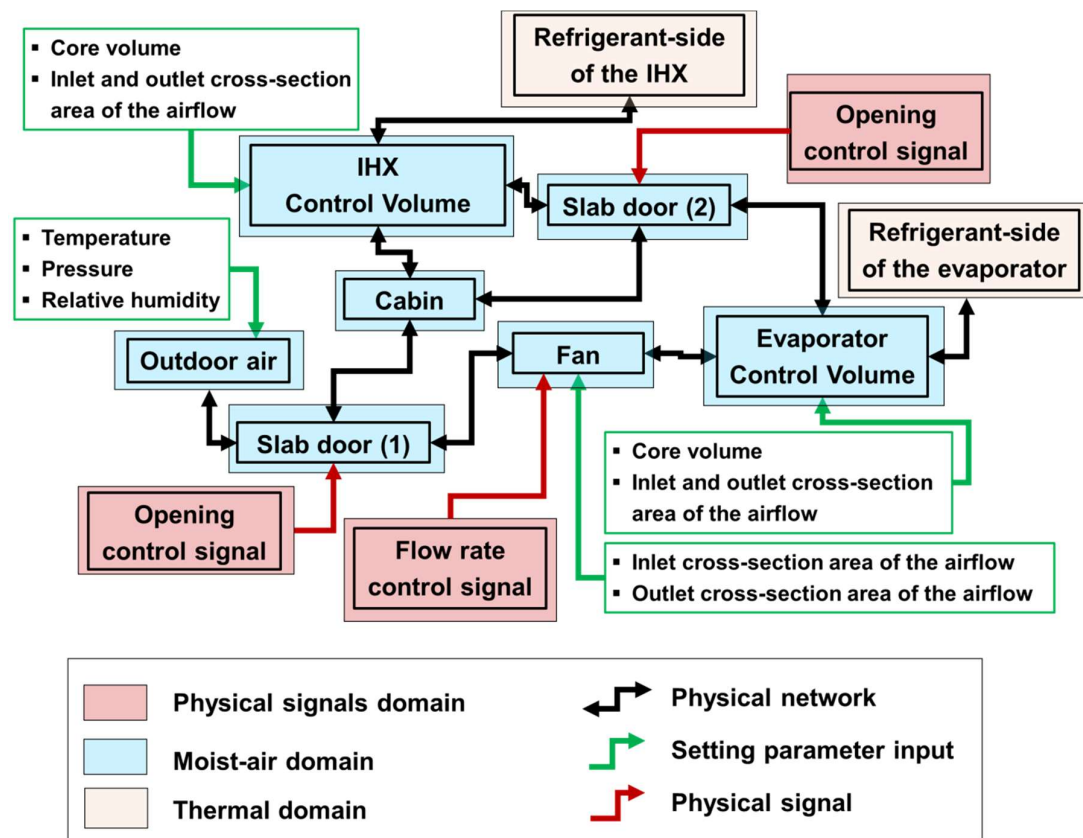 ▪ Core volume
▪ Inlet and outlet cross-section
area of the airflow
Refrigerant-side
of the IHX
Opening
control signal
IHX
Control Volume
Slab door (2)
▪ Temperature
▪ Pressure
▪ Relative humidity
Refrigerant-side
of the evaporator
Cabin
Outdoor air
Fan
Evaporator
Control Volume
Slab door (1)
▪ Core volume
▪ Inlet and outlet cross-section
area of the airflow
Opening
control signal
Flow rate
control signal
▪ Inlet cross-section area of the airflow
▪ Outlet cross-section area of the airflow
Physical signals domain
Moist-air domain
Thermal domain
Physical network
Setting parameter input
Physical signal